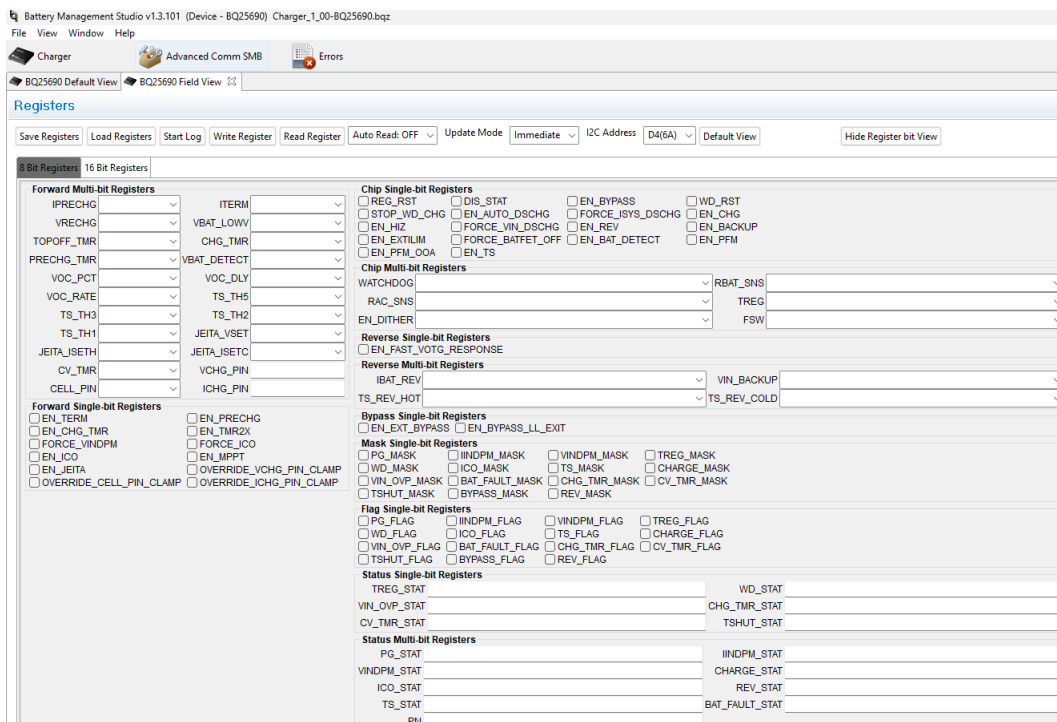 Battery Management Studio v1.3.101 (Device - BQ25690) Charger_1_00-BQ25690.bqz
File View Window Help
Charger Advanced Comm SMB Errors
BQ25690 Default View BQ25690 Field View
Registers
Save Registers Load Registers Start Log Write Register Read Register Auto Read: OFF Update Mode Immediate I2C Address D4(6A) Default View Hide Register bit View
8 Bit Registers 16 Bit Registers
Forward Multi-bit Registers
IPRECHG ITERM
VRECHG VBAT_LOWV
TOPOFF_TMR CHG_TMR
PRECHG_TMR VBAT_DETECT
VOC_PCT VOC_DLY
VOC_RATE TS_TH5
TS_TH3 TS_TH2
TS_TH1 JEITA_VSET
JEITA_ISETH JEITA_ISETC
CV_TMR VCHG_PIN
CELL_PIN ICHG_PIN
Forward Single-bit Registers
EN_TERM EN_PRECHG
EN_CHG_TMR EN_TMR2X
FORCE_VINDPM FORCE_ICO
EN_ICO EN_MPPT
EN_JEITA OVERRIDE_VCHG_PIN_CLAMP
OVERRIDE_CELL_PIN_CLAMP OVERRIDE_ICHG_PIN_CLAMP
Chip Single-bit Registers
REG_RST DIS_STAT EN_BYPASS WD_RST
STOP_WD_CHG EN_AUTO_DSCHG FORCE_ISYS_DSCHG EN_CHG
EN_HIZ FORCE_VIN_DSCHG EN_REV EN_BACKUP
EN_EXTILIM FORCE_BATFET_OFF EN_BAT_DETECT EN_PFM
EN_PFM_OOA EN_TS
Chip Multi-bit Registers
WATCHDOG RBAT_SNS
RAC_SNS TREG
EN_DITHER FSW
Reverse Single-bit Registers
EN_FAST_VOTG_RESPONSE
Reverse Multi-bit Registers
IBAT_REV VIN_BACKUP
TS_REV_HOT TS_REV_COLD
Bypass Single-bit Registers
EN_EXT_BYPASS EN_BYPASS_LL_EXIT
Mask Single-bit Registers
PG_MASK IINDPM_MASK VINDPM_MASK TREG_MASK
WD_MASK ICO_MASK TS_MASK CHARGE_MASK
VIN_OVP_MASK BAT_FAULT_MASK CHG_TMR_MASK CV_TMR_MASK
TSHUT_MASK BYPASS_MASK REV_MASK
Flag Single-bit Registers
PG_FLAG IINDPM_FLAG VINDPM_FLAG TREG_FLAG
WD_FLAG ICO_FLAG TS_FLAG CHARGE_FLAG
VIN_OVP_FLAG BAT_FAULT_FLAG CHG_TMR_FLAG CV_TMR_FLAG
TSHUT_FLAG BYPASS_FLAG REV_FLAG
Status Single-bit Registers
TREG_STAT WD_STAT
VIN_OVP_STAT CHG_TMR_STAT
CV_TMR_STAT TSHUT_STAT
Status Multi-bit Registers
PG_STAT IINDPM_STAT
VINDPM_STAT CHARGE_STAT
ICO_STAT REV_STAT
TS_STAT BAT_FAULT_STAT
PN